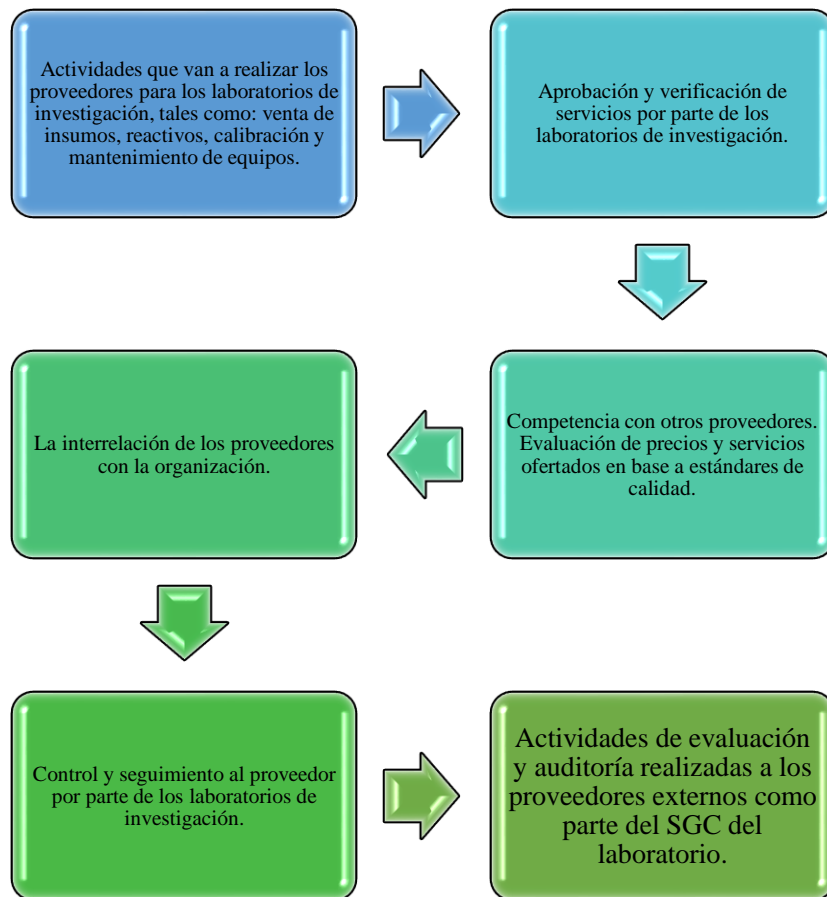 Actividades que van a realizar los
proveedores para los laboratorios de
investigación, tales como: venta de
insumos, reactivos, calibración y
mantenimiento de equipos.
Aprobación y verificación de
servicios por parte de los
laboratorios de investigación.
Competencia con otros proveedores.
Evaluación de precios y servicios
ofertados en base a estándares de
calidad.
La interrelación de los proveedores
con la organización.
Control y seguimiento al proveedor
por parte de los laboratorios de
investigación.
Actividades de evaluación
y auditoría realizadas a los
proveedores externos como
parte del SGC del
laboratorio.